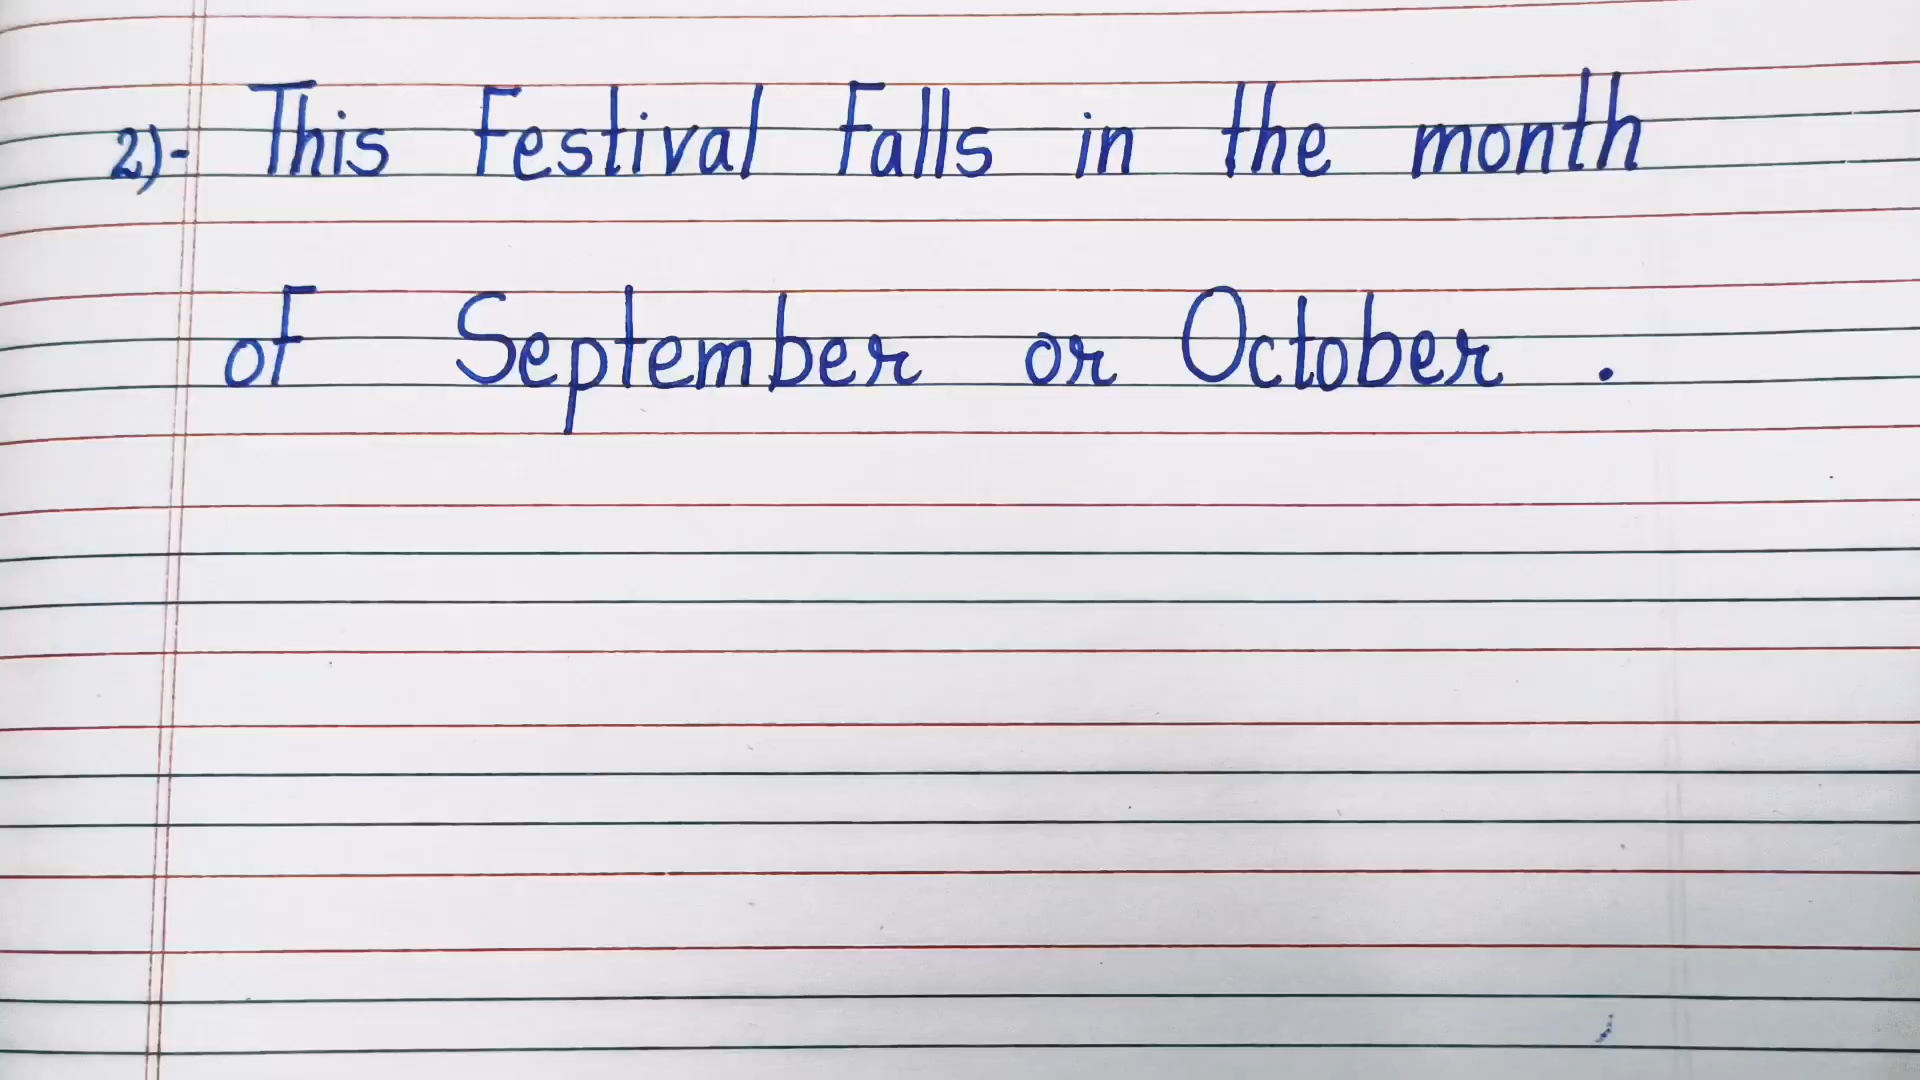 2)- This festival falls in the month
of September or October .